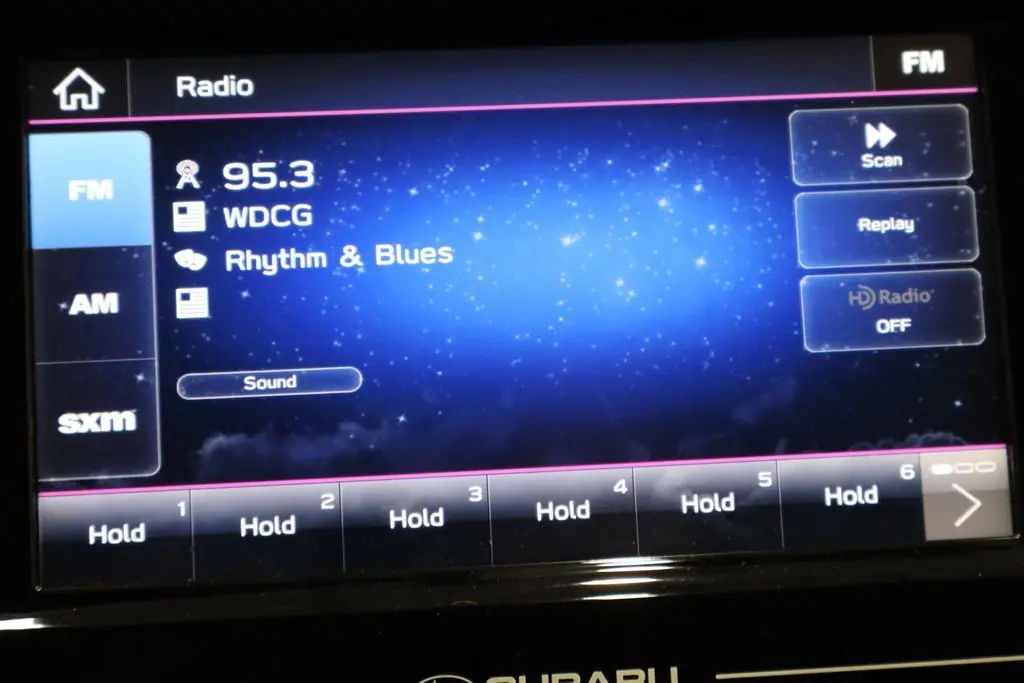 Radio
FM
FM
AM
sxm
95.3
WDCG
Rhythm & Blues
Sound
Scan
Replay
HD Radio
OFF
Hold 1
Hold 2
Hold 3
Hold 4
Hold 5
Hold 6
SUBARU